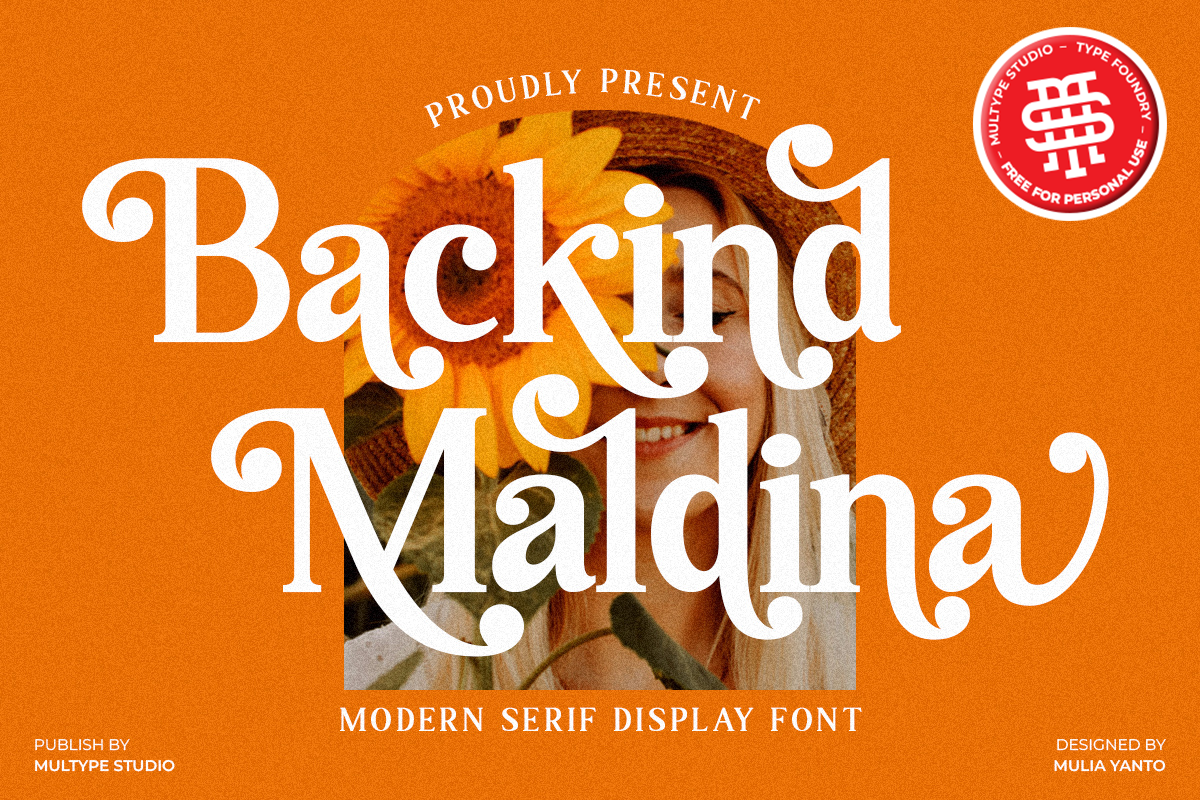 PROUDLY PRESENT
Backind
Maldina
MODERN SERIF DISPLAY FONT
PUBLISH BY
MULTYPE STUDIO
DESIGNED BY
MULIA YANTO
MULTYPE STUDIO – TYPE FOUNDRY –
FREE FOR PERSONAL USE –